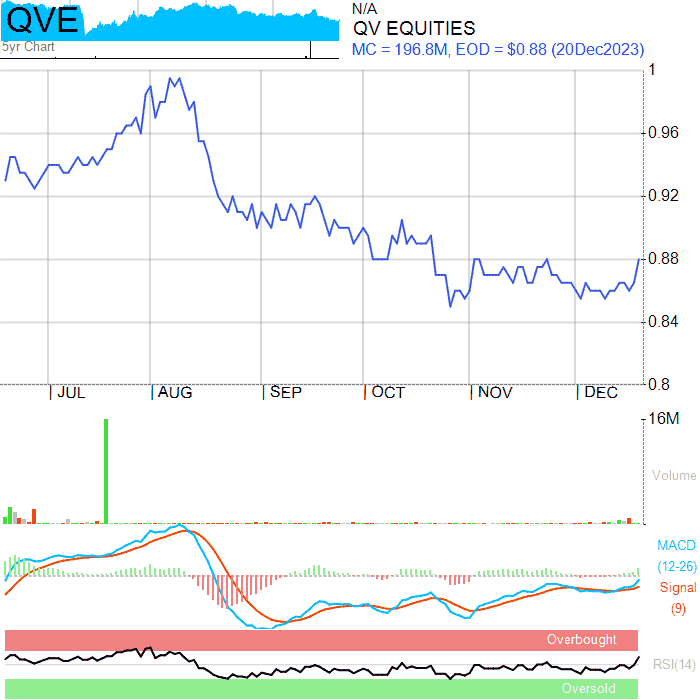 QVE
5yr Chart
N/A
QV EQUITIES
MC = 196.8M, EOD = $0.88 (20Dec2023)
1
0.96
0.92
0.88
0.84
0.8
JUL AUG SEP OCT NOV DEC
16M
Volume
MACD
(12-26)
Signal
(9)
Overbought
RSI(14)
Oversold